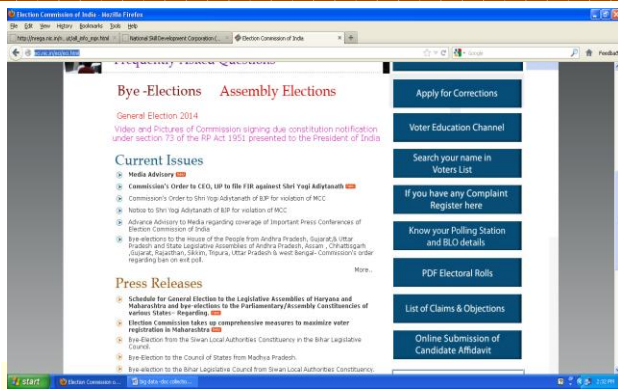 Election Commission of India - Mozilla Firefox
File Edit View History Bookmarks Tools Help
National Skill Development Corporation (...
Election Commission of India
Google
Feedback
Frequently Asked Questions
Bye -Elections Assembly Elections
General Election 2014
Video and Pictures of Commission signing due constitution notification
under section 73 of the RP Act 1951 presented to the President of India
Current Issues
Media Advisory
Commission's Order to CEO, UP to file FIR againest Shri Yogi Adiytanath
Commission's Order to Shri Yogi Adiytanath of BJP for violation of MCC
Notice to Shri Yogi Adiytanath of BJP for violation of MCC
Advance Advisory to Media regarding coverage of Important Press Conferences of
Election Commission of India
Bye-elections to the House of the People from Andhra Pradesh, Gujarat,& Uttar
Pradesh and State Legislative Assemblies of Andhra Pradesh, Assam , Chhattisgarh
,Gujarat, Rajasthan, Sikkim, Tripura, Uttar Pradesh & west Bengal- Commission's order
regarding ban on exit poll.
More..
Press Releases
Schedule for General Election to the Legislative Assemblies of Haryana and
Maharashtra and bye-elections to the Parliamentary/Assembly Constituencies of
various States- Regarding.
Election Commission takes up comprehensive measures to maximize voter
registration in Maharashtra
Bye-Election from the Siwan Local Authorities Constituency in the Bihar Legislative
Council.
Bye-Election to the Council of States from Madhya Pradesh.
Bye-Election to the Bihar Legislative Council from Siwan Local Authorities Constituency.
Apply for Corrections
Voter Education Channel
Search your name in
Voters List
If you have any Complaint
Register here
Know your Polling Station
and BLO details
PDF Electoral Rolls
List of Claims & Objections
Online Submission of
Candidate Affidavit
start
Election Commission o...